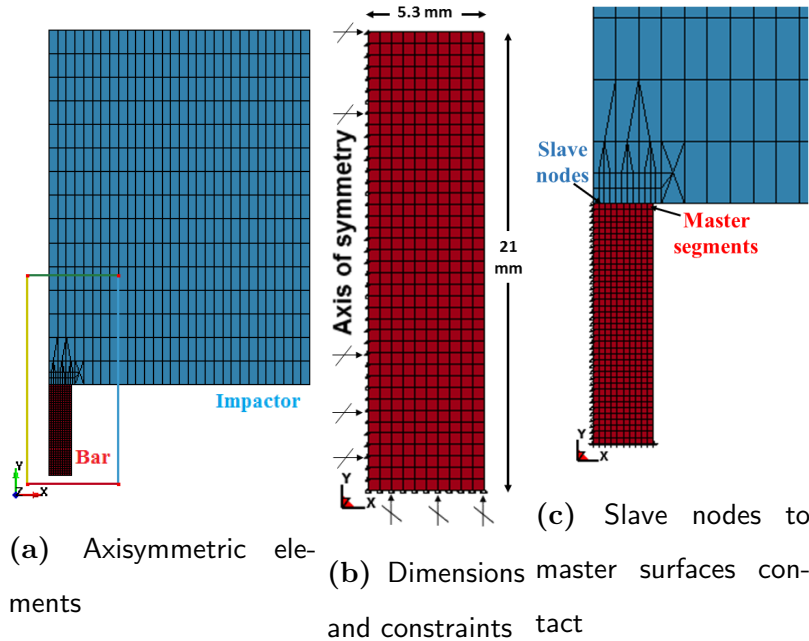 Impactor
Bar
Y
Z X
(a) Axisymmetric ele-
ments
5.3 mm
Axis of symmetry
21
mm
Y
Z X
(b) Dimensions
and constraints
Slave
nodes
Master
segments
Y
Z X
(c) Slave nodes to
master surfaces con-
tact